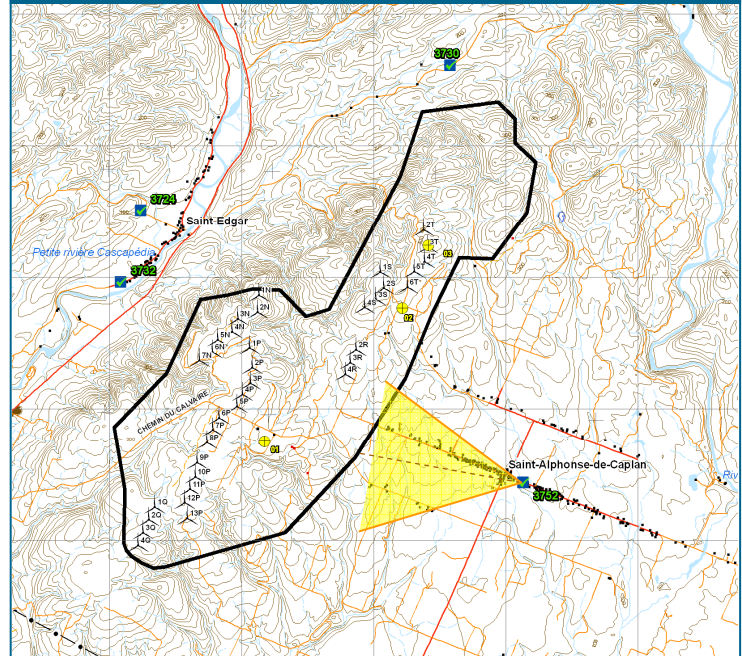 3730
3724
Saint-Edgar
2T
3T
03
4T
Petite rivière Cascapédia
3732
1S
5T
2S
6T
3S
4S
1N
2N
02
3N
4N
5N
6N
7N
1P
2R
3R
4R
2P
3P
4P
5P
CHEMIN DU CALVAIRE
6P
7P
8P
01
9P
10P
11P
12P
13P
1Q
2Q
3Q
4Q
Saint-Alphonse-de-Caplan
3752
Riv